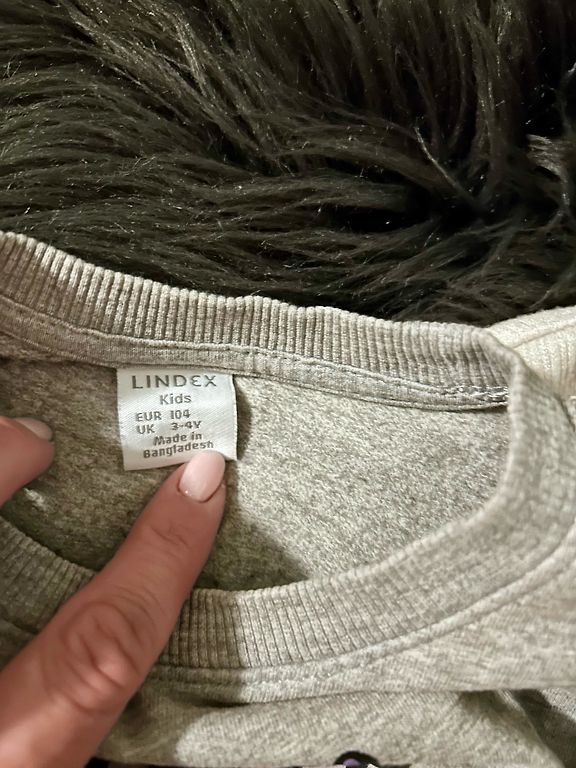 LINDEX
Kids
EUR 104
UK 3-4Y
Made in
Bangladesh